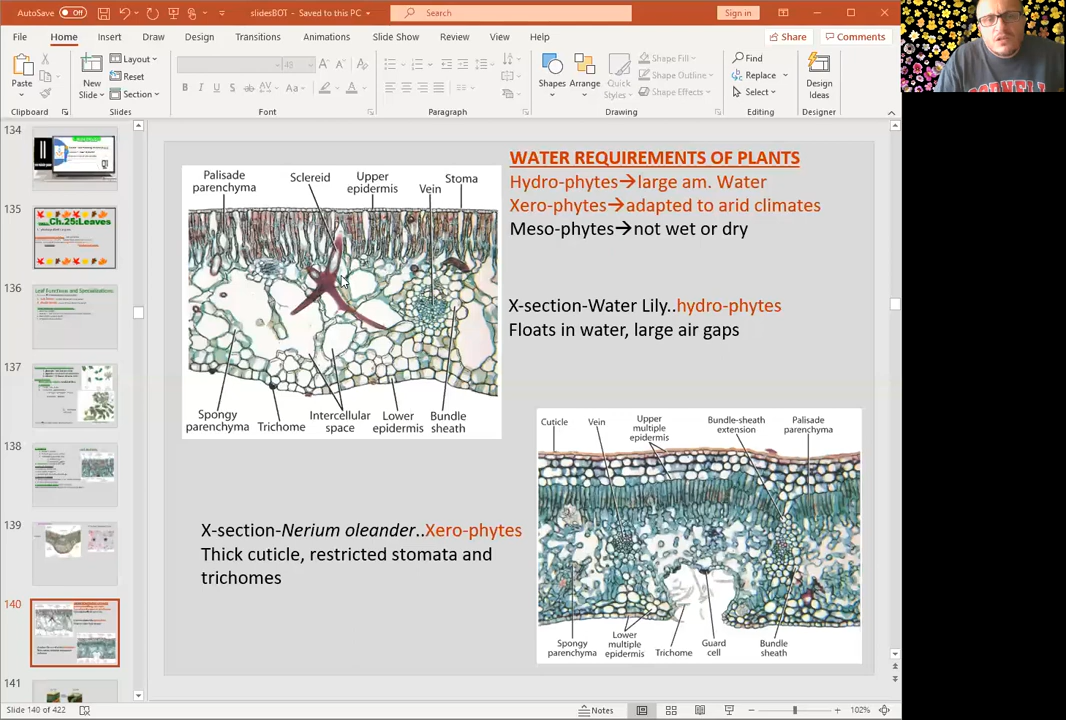 AutoSave Off
slidesBOT - Saved to this PC
Search
Sign in
File Home Insert Draw Design Transitions Animations Slide Show Review View Help
Share Comments
Paste
New
Slide
Layout
Reset
Section
Shape Fill
Shape Outline
Shape Effects
Shapes Arrange Quick
Styles
Find
Replace
Select
Design
Ideas
Clipboard Slides Font Paragraph Drawing Editing Designer
134
135
Ch.25:Leaves
136
137
138
139
140
141
WATER REQUIREMENTS OF PLANTS
Hydro-phytes→large am. Water
Xero-phytes→adapted to arid climates
Meso-phytes→not wet or dry
Palisade
parenchyma
Sclereid
Upper
epidermis
Vein
Stoma
Spongy
parenchyma
Trichome
Intercellular
space
Lower
epidermis
Bundle
sheath
X-section-Water Lily..hydro-phytes
Floats in water, large air gaps
Cuticle
Vein
Upper
multiple
epidermis
Bundle-sheath
extension
Palisade
parenchyma
Spongy
parenchyma
Lower
multiple
epidermis
Trichome
Guard
cell
Bundle
sheath
X-section-Nerium oleander..Xero-phytes
Thick cuticle, restricted stomata and
trichomes
Slide 140 of 422
Notes
102%